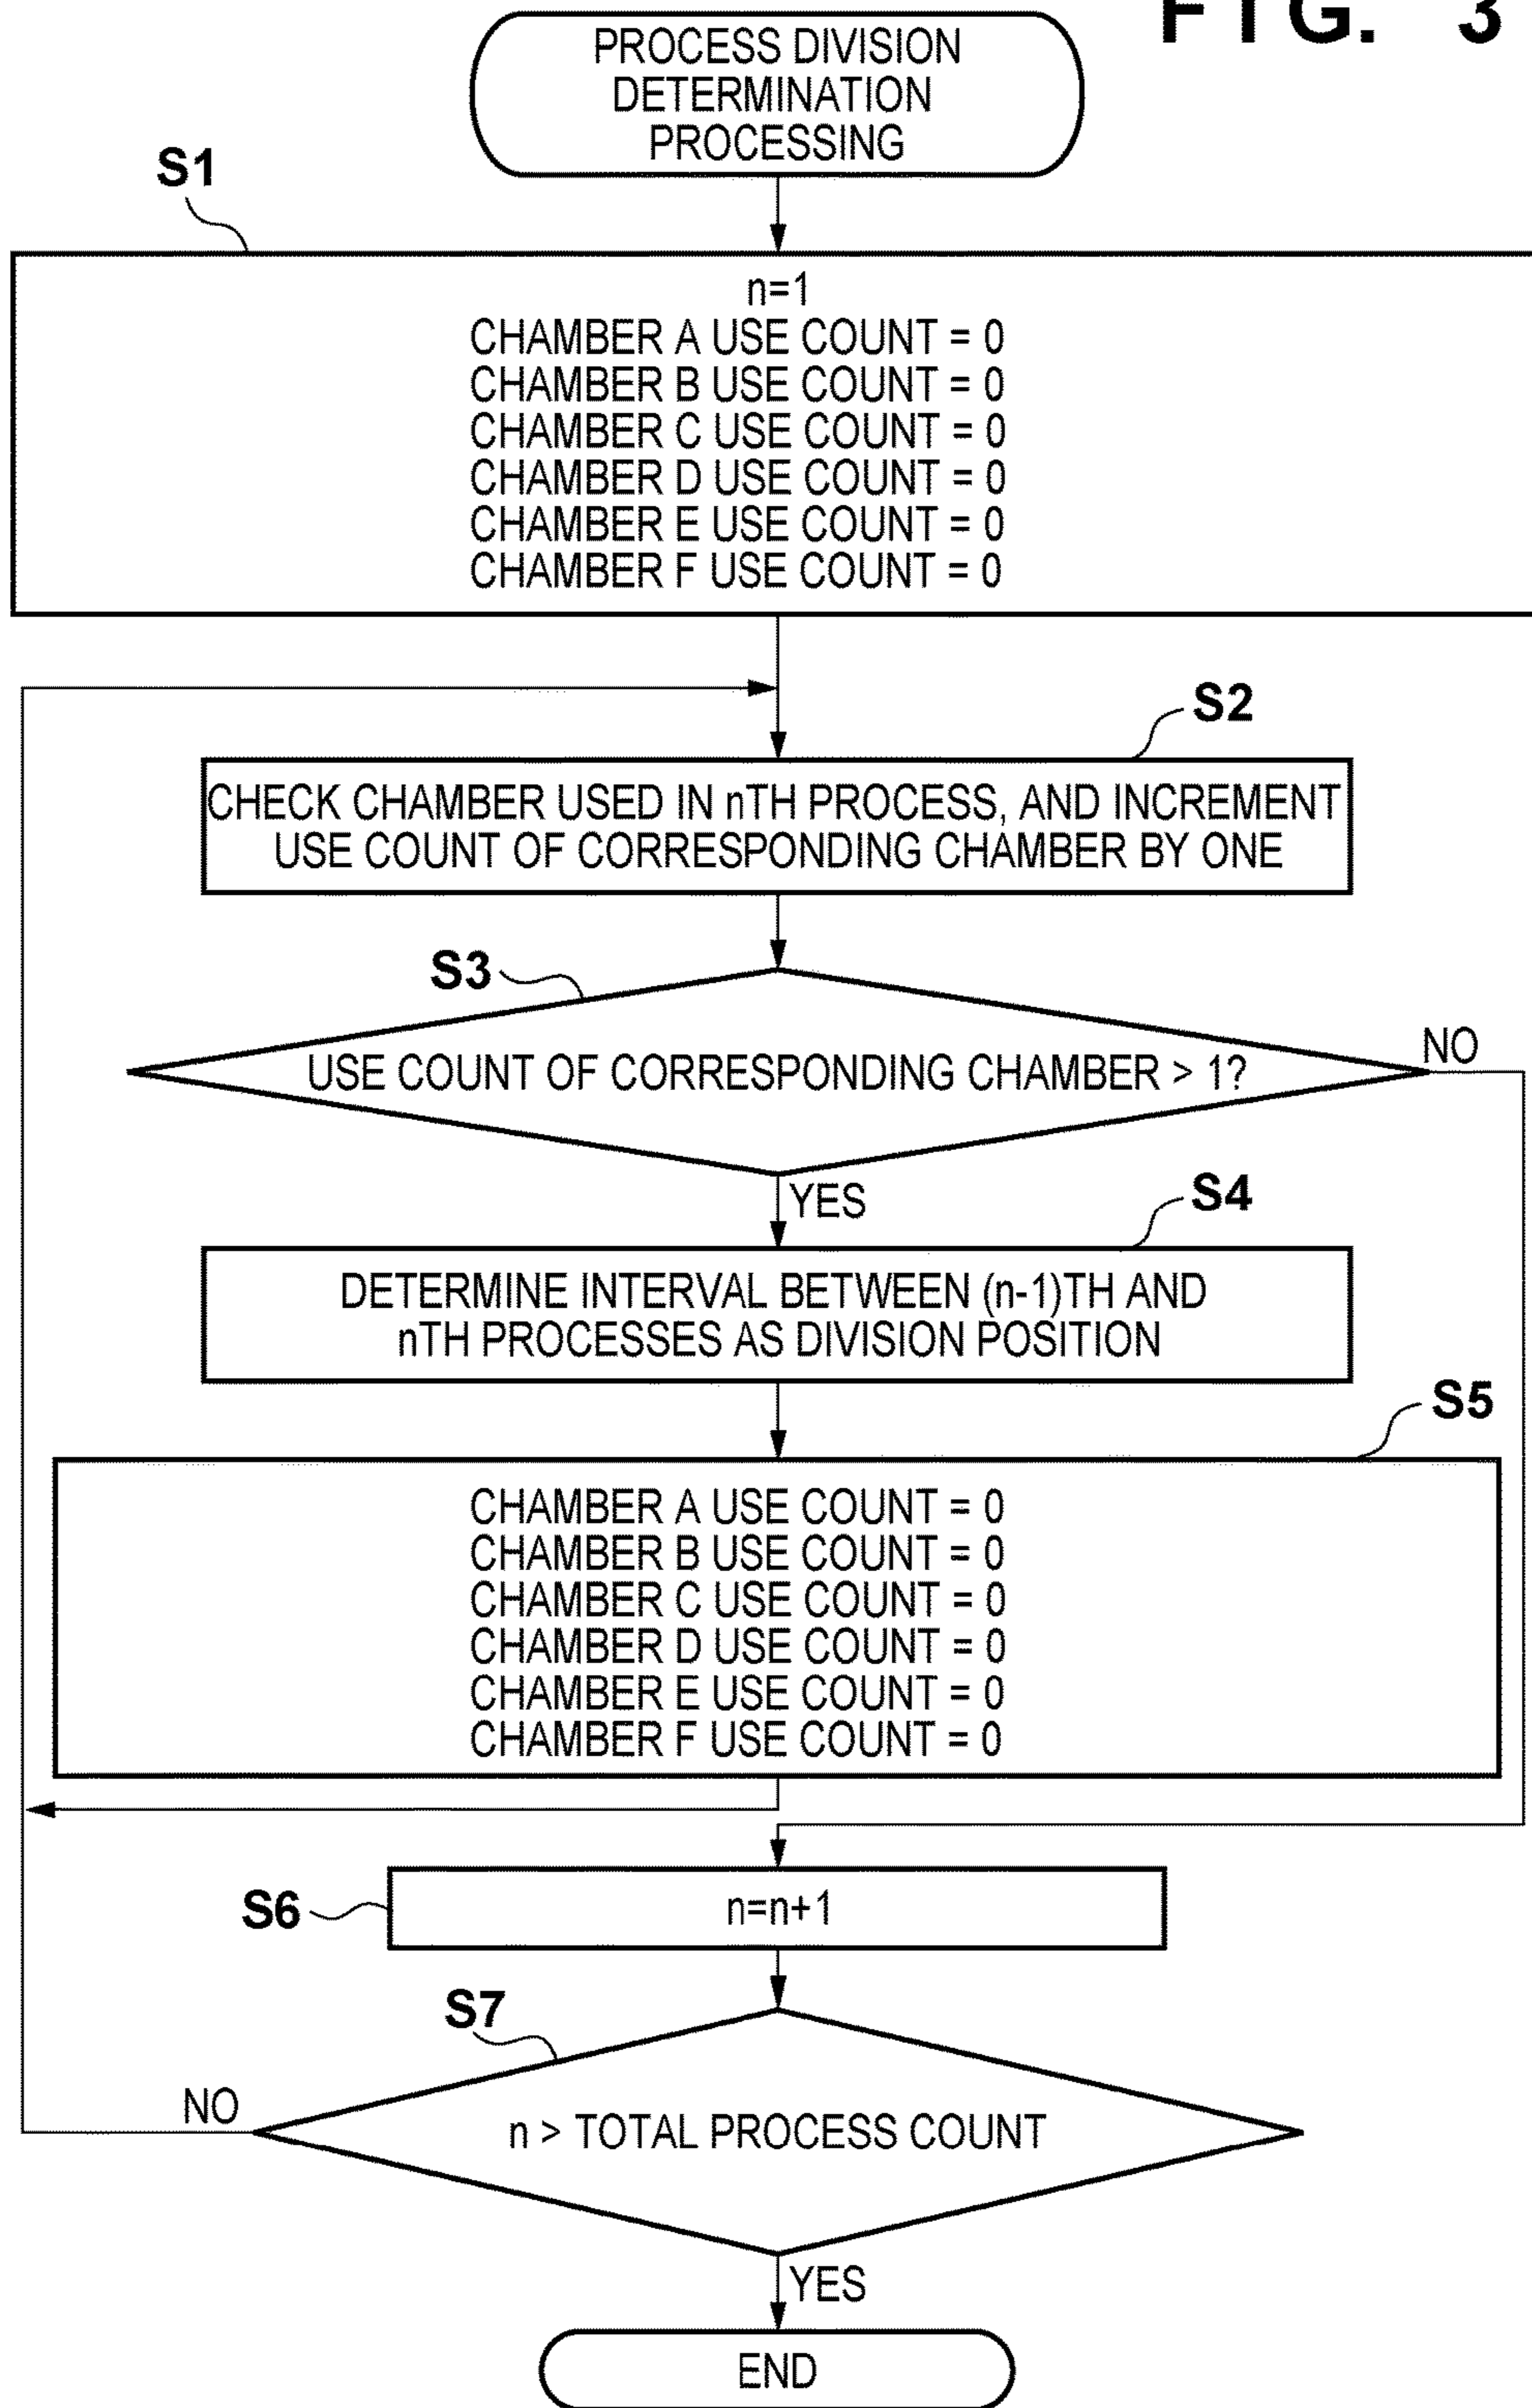 FIG. 3
PROCESS DIVISION
DETERMINATION
PROCESSING
S1
n=1
CHAMBER A USE COUNT = 0
CHAMBER B USE COUNT = 0
CHAMBER C USE COUNT = 0
CHAMBER D USE COUNT = 0
CHAMBER E USE COUNT = 0
CHAMBER F USE COUNT = 0
S2
CHECK CHAMBER USED IN nTH PROCESS, AND INCREMENT
USE COUNT OF CORRESPONDING CHAMBER BY ONE
S3
USE COUNT OF CORRESPONDING CHAMBER > 1?
NO
YES
S4
DETERMINE INTERVAL BETWEEN (n-1)TH AND
nTH PROCESSES AS DIVISION POSITION
S5
CHAMBER A USE COUNT = 0
CHAMBER B USE COUNT = 0
CHAMBER C USE COUNT = 0
CHAMBER D USE COUNT = 0
CHAMBER E USE COUNT = 0
CHAMBER F USE COUNT = 0
S6
n=n+1
S7
NO
n > TOTAL PROCESS COUNT
YES
END